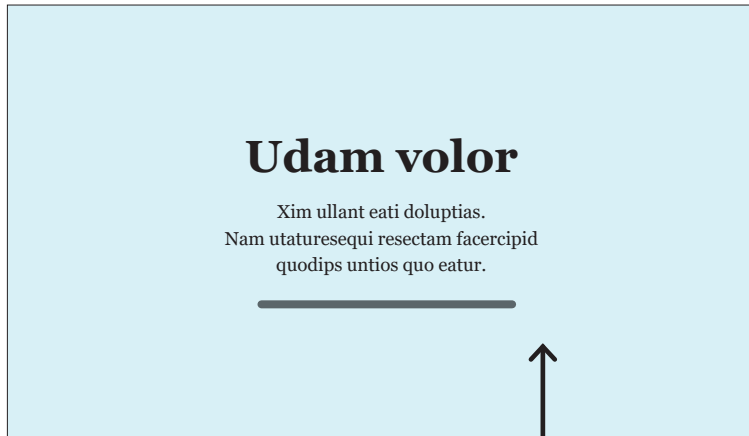 Udam volor
Xim ullant eati doluptias.
Nam utaturesequi resectam facercipid
quodips untios quo eatur.